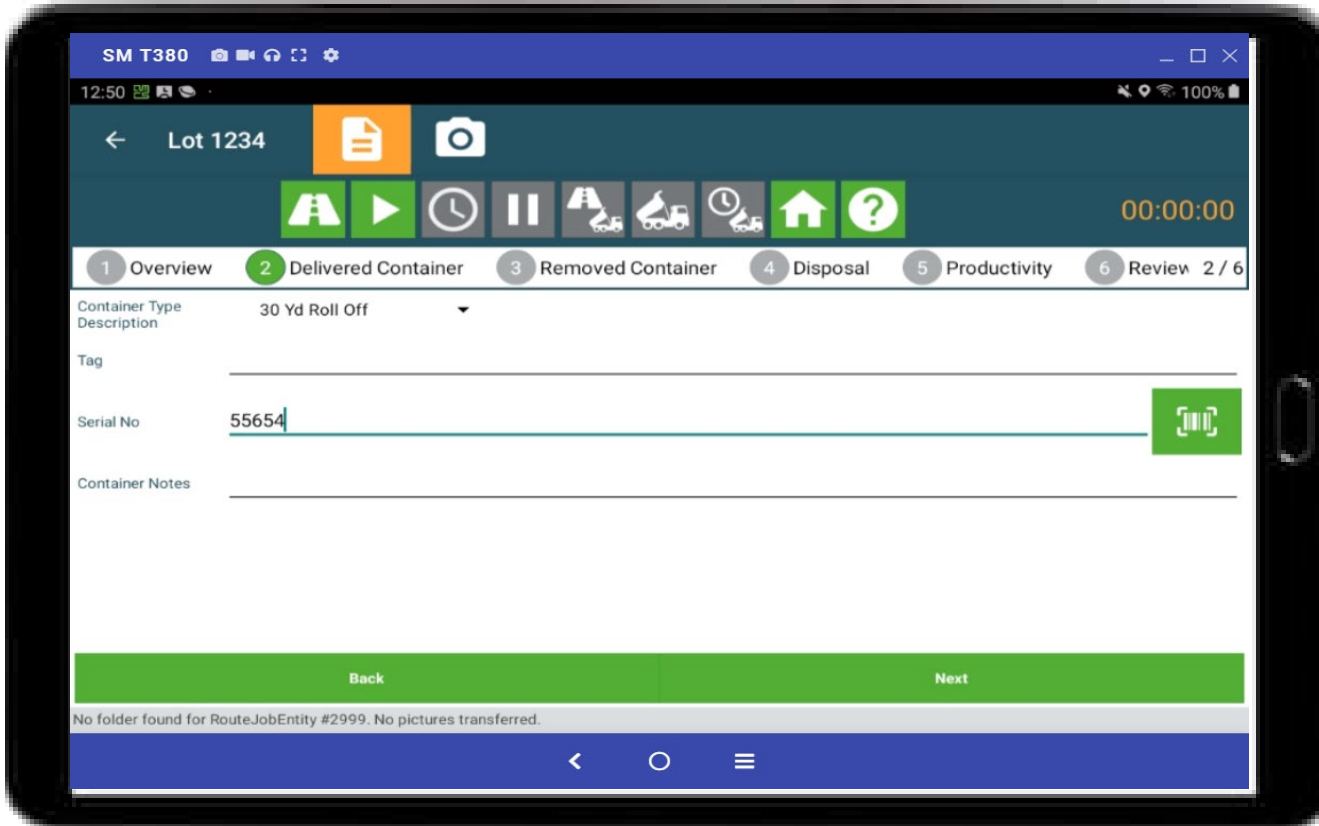 SM T380
12:50 100%
Lot 1234
00:00:00
1 Overview 2 Delivered Container 3 Removed Container 4 Disposal 5 Productivity 6 Review 2 / 6
Container Type
Description
30 Yd Roll Off
Tag
Serial No 55654
Container Notes
Back Next
No folder found for RouteJobEntity #2999. No pictures transferred.